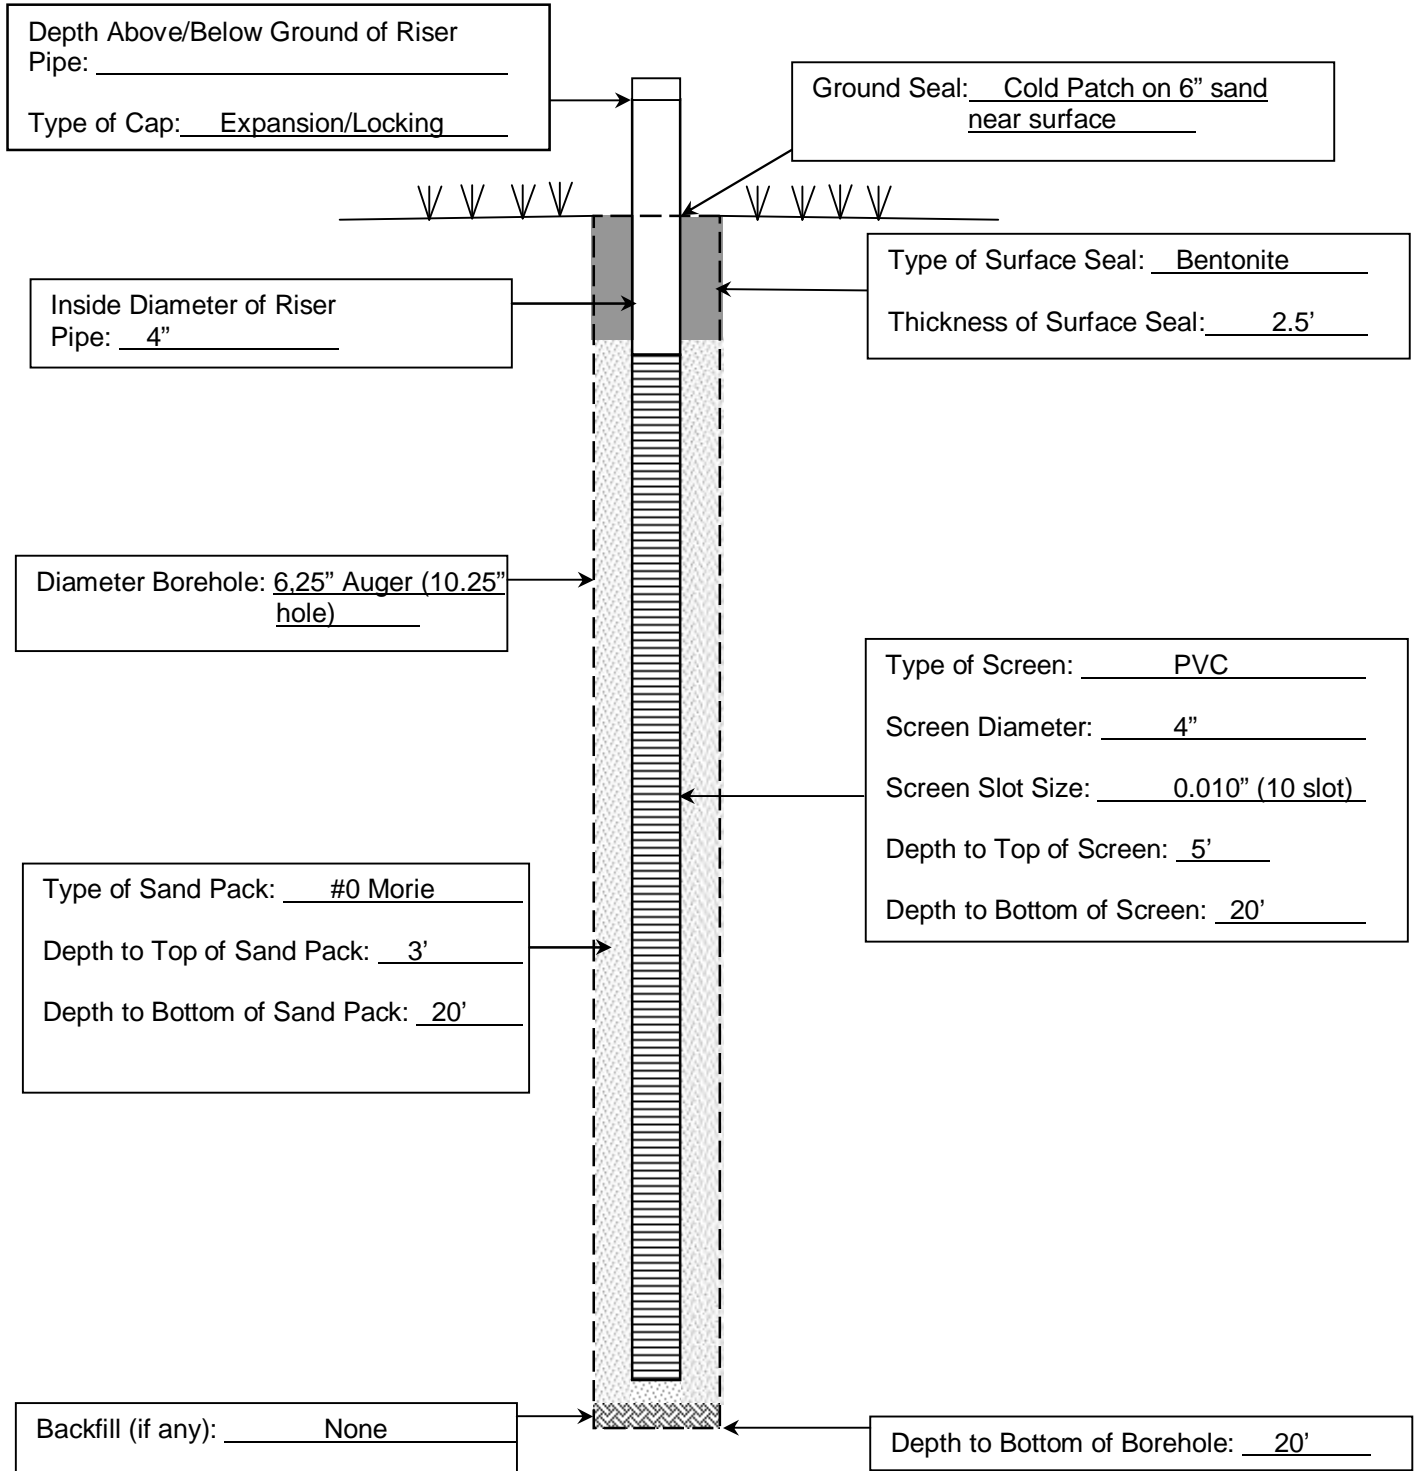 Depth Above/Below Ground of Riser
Pipe:
Type of Cap: Expansion/Locking
Ground Seal: Cold Patch on 6” sand
near surface
Type of Surface Seal: Bentonite
Thickness of Surface Seal: 2.5’
Inside Diameter of Riser
Pipe: 4”
Diameter Borehole: 6,25” Auger (10.25”
hole)
Type of Screen: PVC
Screen Diameter: 4”
Screen Slot Size: 0.010” (10 slot)
Depth to Top of Screen: 5’
Depth to Bottom of Screen: 20’
Type of Sand Pack: #0 Morie
Depth to Top of Sand Pack: 3’
Depth to Bottom of Sand Pack: 20’
Backfill (if any): None
Depth to Bottom of Borehole: 20’